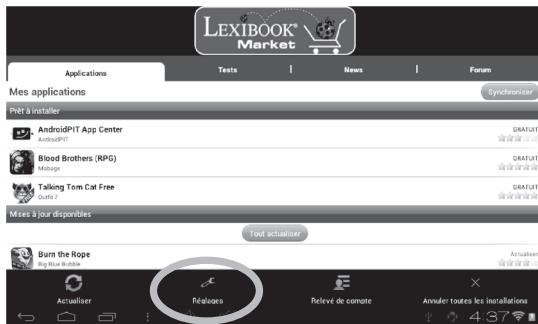 LEXIBOOK®
Market
Applications Tests | News | Forum
Mes applications Synchroniser
Prêt à installer
AndroidPIT App Center GRATUIT
AndroidPIT
Blood Brothers (RPG) GRATUIT
Mobage
Talking Tom Cat Free GRATUIT
Outfit 7
Mises à jour disponibles
Tout actualiser
Burn the Rope Actualiser
Big Blue Bubble
Actualiser Réglages Relevé de compte Annuler toutes les installations
4:37